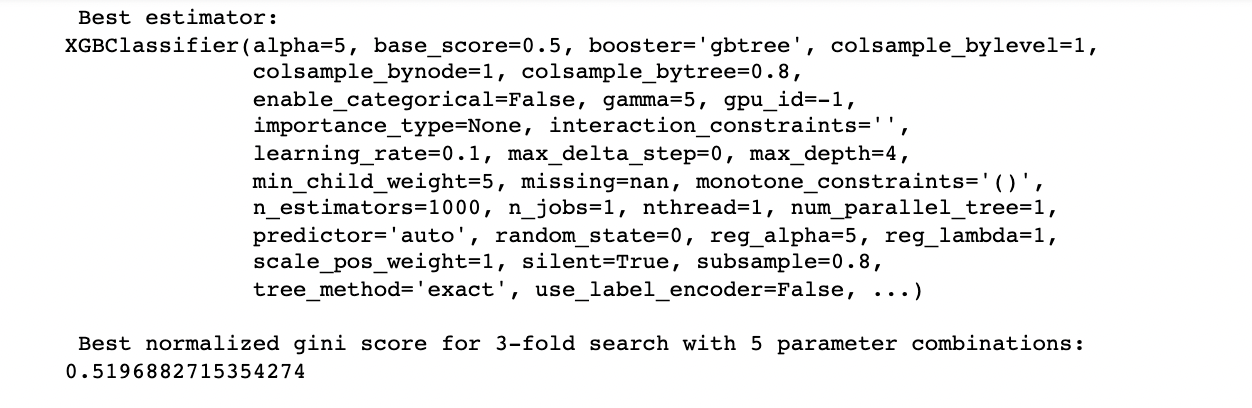 Best estimator:
XGBClassifier(alpha=5, base_score=0.5, booster='gbtree', colsample_bylevel=1,
colsample_bynode=1, colsample_bytree=0.8,
enable_categorical=False, gamma=5, gpu_id=-1,
importance_type=None, interaction_constraints='',
learning_rate=0.1, max_delta_step=0, max_depth=4,
min_child_weight=5, missing=nan, monotone_constraints='()',
n_estimators=1000, n_jobs=1, nthread=1, num_parallel_tree=1,
predictor='auto', random_state=0, reg_alpha=5, reg_lambda=1,
scale_pos_weight=1, silent=True, subsample=0.8,
tree_method='exact', use_label_encoder=False, ...)
Best normalized gini score for 3-fold search with 5 parameter combinations:
0.5196882715354274